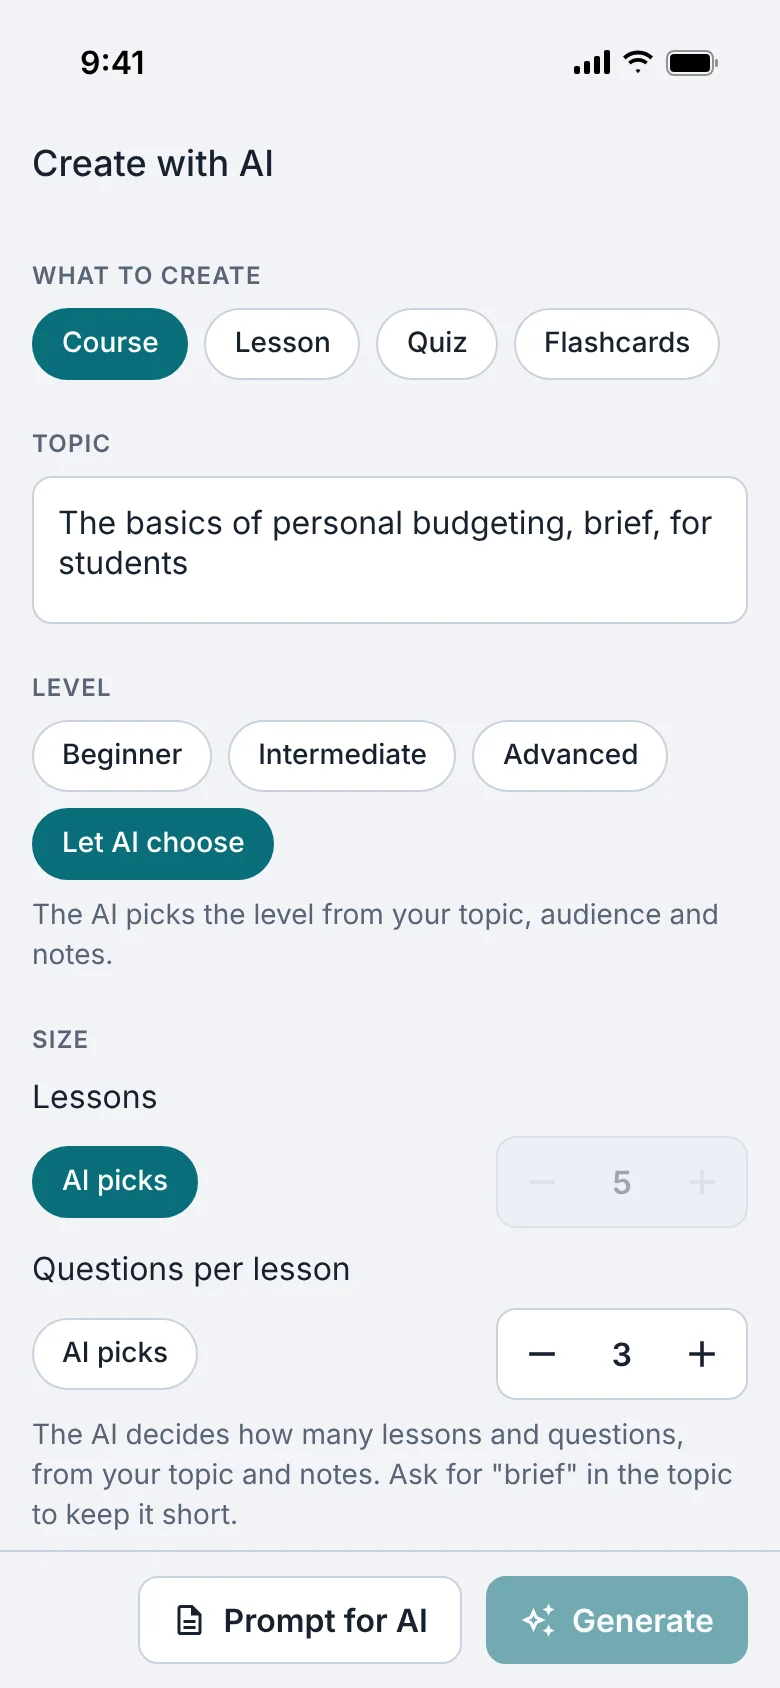 9:41
Create with AI
WHAT TO CREATE
Course
Lesson
Quiz
Flashcards
TOPIC
The basics of personal budgeting, brief, for
students
LEVEL
Beginner
Intermediate
Advanced
Let AI choose
The AI picks the level from your topic, audience and
notes.
SIZE
Lessons
AI picks
5
Questions per lesson
AI picks
3
The AI decides how many lessons and questions,
from your topic and notes. Ask for "brief" in the topic
to keep it short.
Prompt for AI
Generate